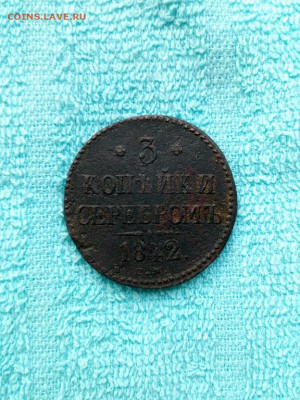 COINS.LAVE.RU
* 3 *
КОПѢЙКИ
СЕРЕБРОМЪ
1842.